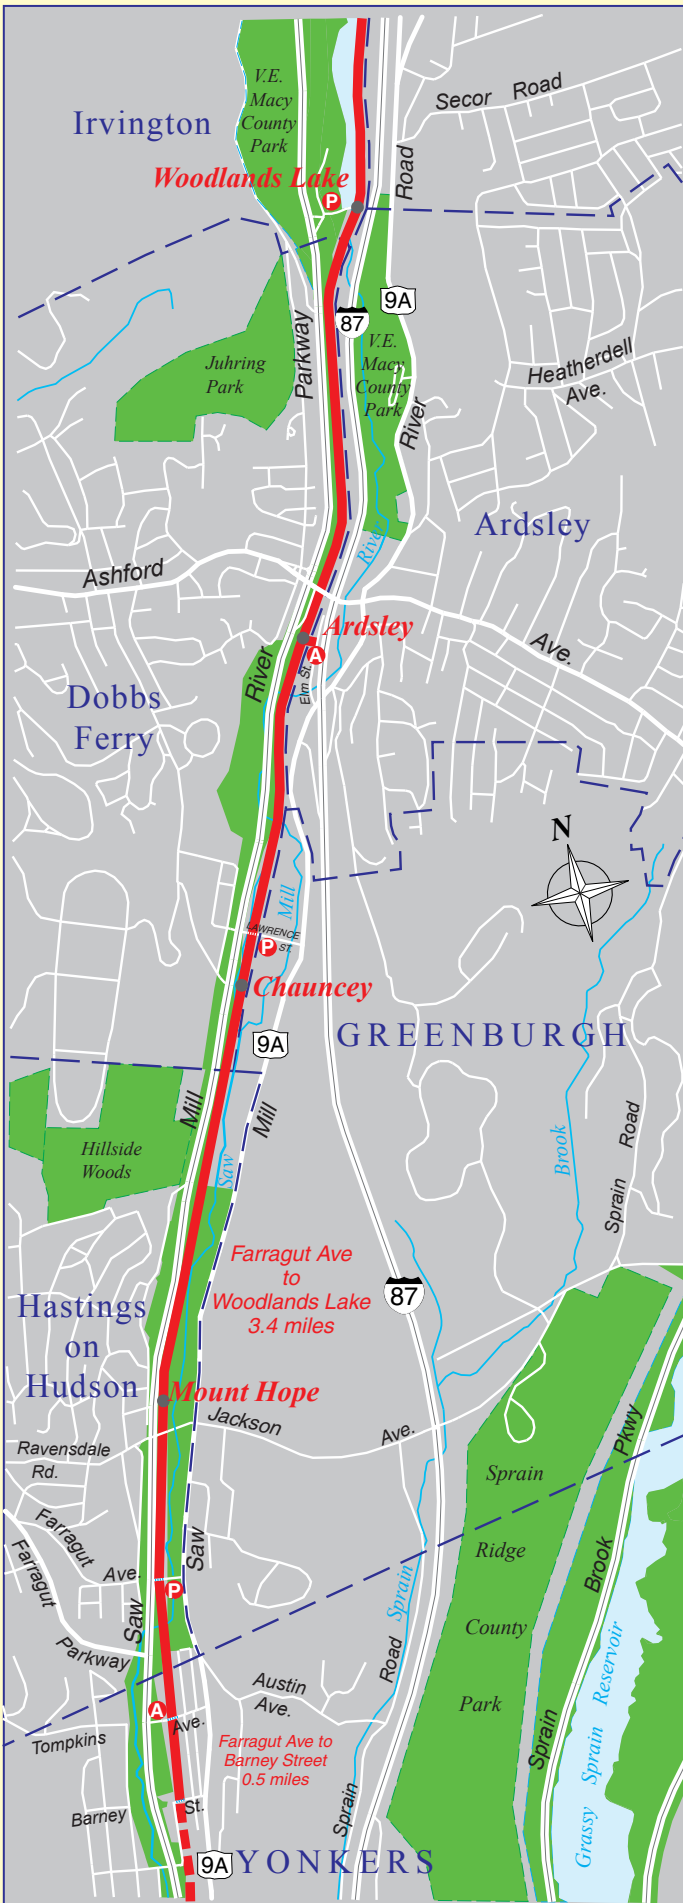 V.E.
Macy
County
Park
Secor Road
Irvington
Woodlands Lake
P
Road
9A
87
Parkway
V.E.
Macy
County
Park
Juhring
Park
Heatherdell
Ave.
River
Ardsley
River
Ashford
Ardsley
Ave.
A
River
Elm St.
Dobbs
Ferry
N
Mill
LAWRENCE
ST.
P
Chauncey
GREENBURGH
9A
Mill
Mill
Road
Sprain
Brook
Hillside
Woods
Saw
Farragut Ave
to
Woodlands Lake
3.4 miles
87
Hastings
on
Hudson
Mount Hope
Jackson
Ave.
Pkwy
Ravensdale
Rd.
Sprain
Ridge
County
Park
Farragut
Ave.
Farragut
Parkway
Saw
P
Saw
Brook
Sprain
Road
Sprain
Austin
Ave.
A
Ave.
Tompkins
Farragut Ave to
Barney Street
0.5 miles
Sprain
Grassy Sprain Reservoir
Barney
St.
9A
YONKERS